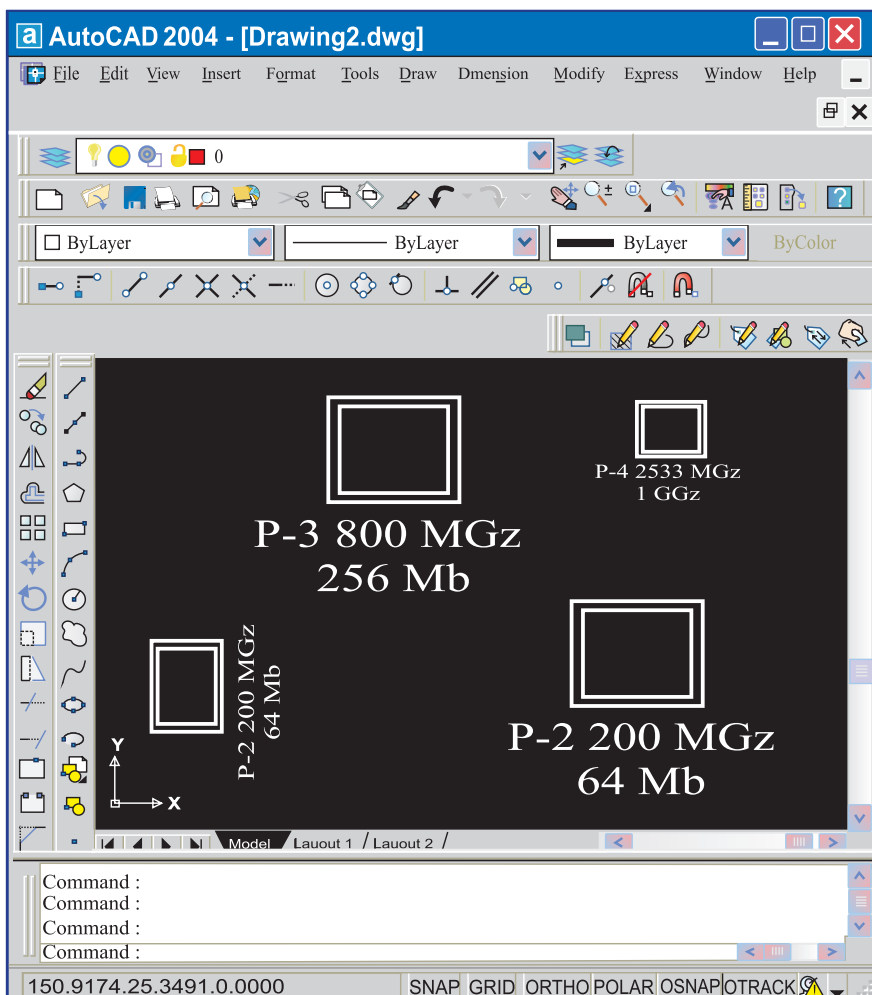 a AutoCAD 2004 - [Drawing2.dwg]
File Edit View Insert Format Tools Draw Dmension Modify Express Window Help
0
ByLayer ByLayer ByLayer ByColor
P-3 800 MGz
256 Mb
P-4 2533 MGz
1 GGz
P-2 200 MGz
64 Mb
P-2 200 MGz
64 Mb
Y
X
Model Lauout 1 / Lauout 2 /
Command :
Command :
Command :
Command :
150.9174.25.3491.0.0000 SNAP GRID ORTHO POLAR OSNAP OTRACK